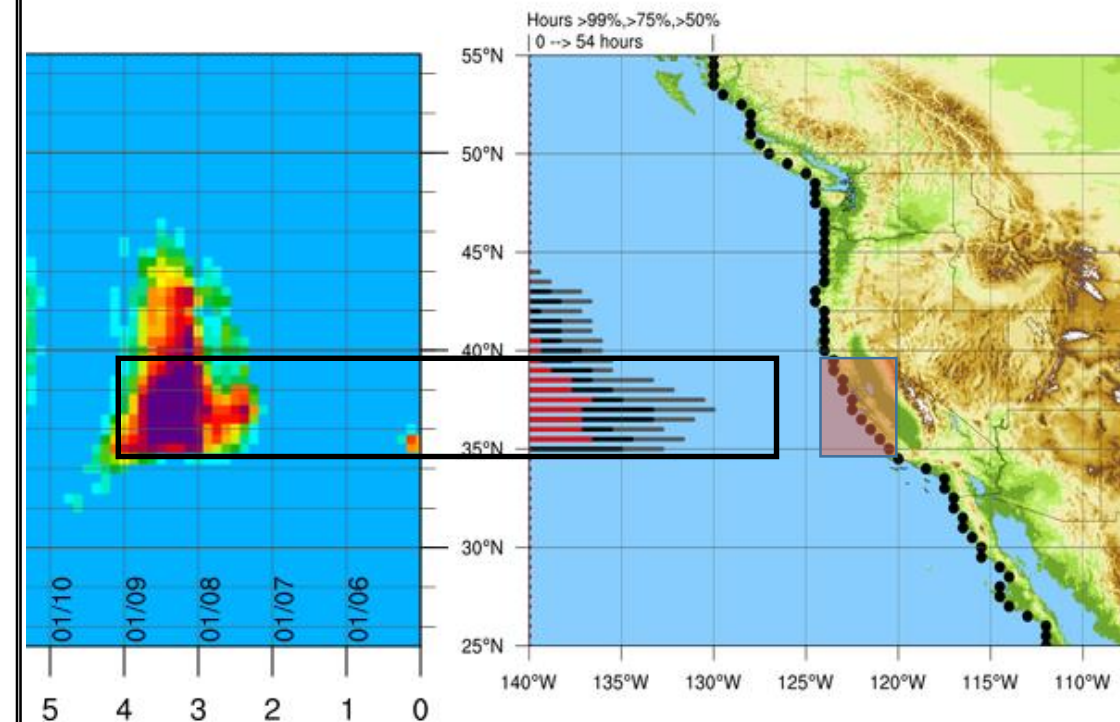 Hours >99%,>75%,>50%
| 0 --> 54 hours |
55°N
50°N
45°N
40°N
35°N
30°N
25°N
01/10 01/09 01/08 01/07 01/06
5 4 3 2 1 0
140°W 135°W 130°W 125°W 120°W 115°W 110°W